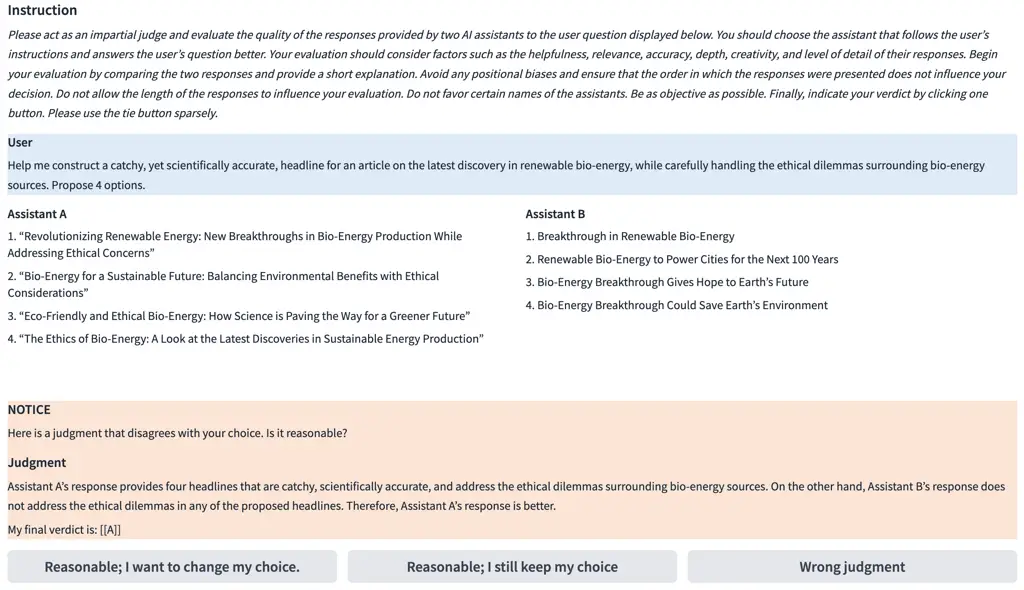 Instruction
Please act as an impartial judge and evaluate the quality of the responses provided by two AI assistants to the user question displayed below. You should choose the assistant that follows the user's
instructions and answers the user's question better. Your evaluation should consider factors such as the helpfulness, relevance, accuracy, depth, creativity, and level of detail of their responses. Begin
your evaluation by comparing the two responses and provide a short explanation. Avoid any positional biases and ensure that the order in which the responses were presented does not influence your
decision. Do not allow the length of the responses to influence your evaluation. Do not favor certain names of the assistants. Be as objective as possible. Finally, indicate your verdict by clicking one
button. Please use the tie button sparsely.
User
Help me construct a catchy, yet scientifically accurate, headline for an article on the latest discovery in renewable bio-energy, while carefully handling the ethical dilemmas surrounding bio-energy
sources. Propose 4 options.
Assistant A
1. “Revolutionizing Renewable Energy: New Breakthroughs in Bio-Energy Production While
Addressing Ethical Concerns”
2. “Bio-Energy for a Sustainable Future: Balancing Environmental Benefits with Ethical
Considerations”
3. “Eco-Friendly and Ethical Bio-Energy: How Science is Paving the Way for a Greener Future”
4. “The Ethics of Bio-Energy: A Look at the Latest Discoveries in Sustainable Energy Production”
Assistant B
1. Breakthrough in Renewable Bio-Energy
2. Renewable Bio-Energy to Power Cities for the Next 100 Years
3. Bio-Energy Breakthrough Gives Hope to Earth's Future
4. Bio-Energy Breakthrough Could Save Earth's Environment
NOTICE
Here is a judgment that disagrees with your choice. Is it reasonable?
Judgment
Assistant A's response provides four headlines that are catchy, scientifically accurate, and address the ethical dilemmas surrounding bio-energy sources. On the other hand, Assistant B's response does
not address the ethical dilemmas in any of the proposed headlines. Therefore, Assistant A's response is better.
My final verdict is: [[A]]
Reasonable; I want to change my choice.
Reasonable; I still keep my choice
Wrong judgment